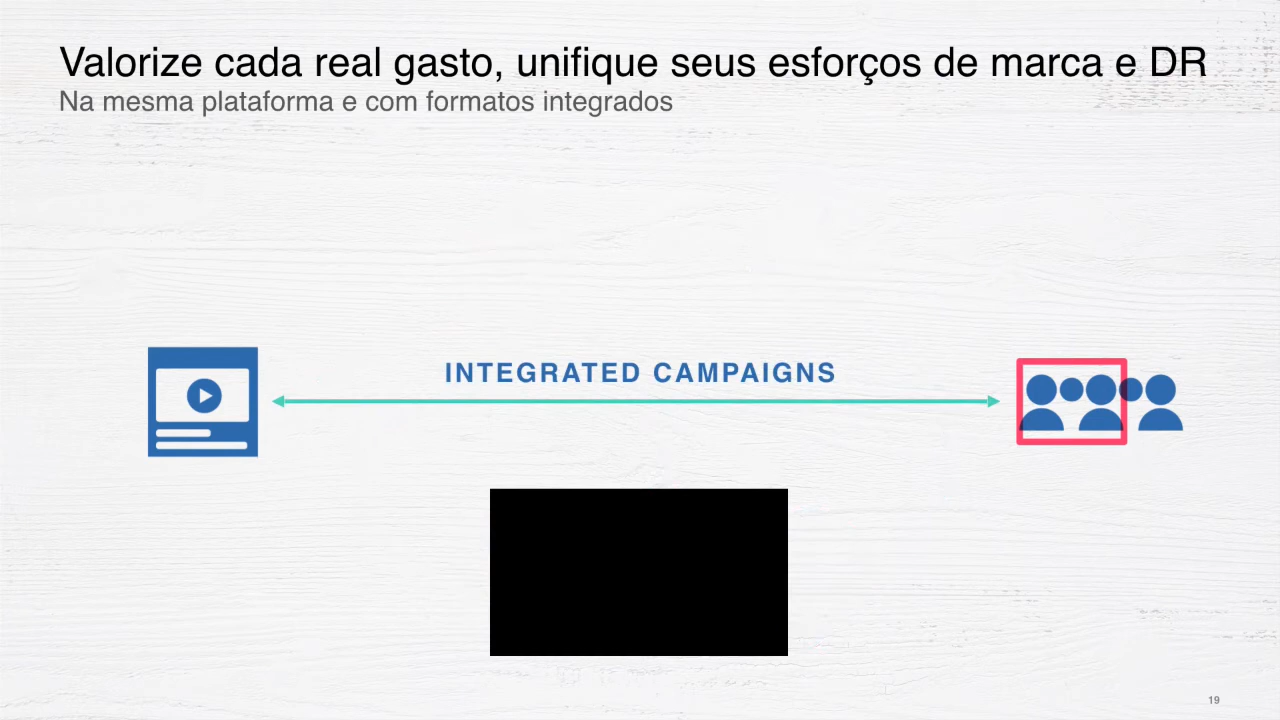 Valorize cada real gasto, unifique seus esforços de marca e DR
Na mesma plataforma e com formatos integrados
INTEGRATED CAMPAIGNS
19